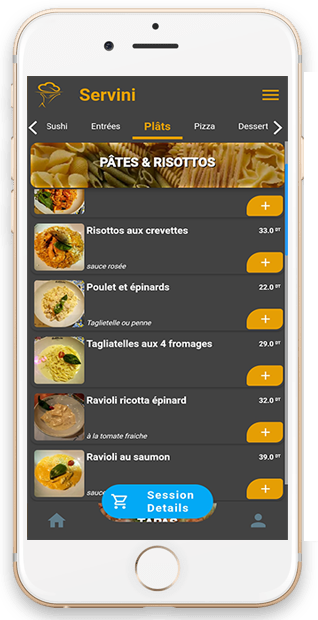 Servini
Sushi Entrées Plâts Pizza Dessert
PÂTES & RISOTTOS
+
Risottos aux crevettes 33.0 DT
sauce rosée +
Poulet et épinards 22.0 DT
Taglietelle ou penne +
Tagliatelles aux 4 fromages 29.0 DT
+
Ravioli ricotta épinard 32.0 DT
à la tomate fraiche +
Ravioli au saumon 39.0 DT
+
Session
Details
TAPAS